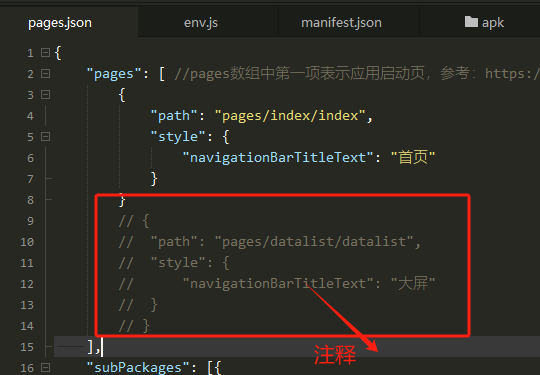 pages.json env.js manifest.json apk
1 {
2 "pages": [ //pages数组中第一项表示应用启动页，参考：https:/
3 {
4 "path": "pages/index/index",
5 "style": {
6 "navigationBarTitleText": "首页"
7 }
8 }
9 // {
10 // "path": "pages/datalist/datalist",
11 // "style": {
12 // "navigationBarTitleText": "大屏"
13 // }
14 // }
15 ],
注释
16 "subPackages": [{